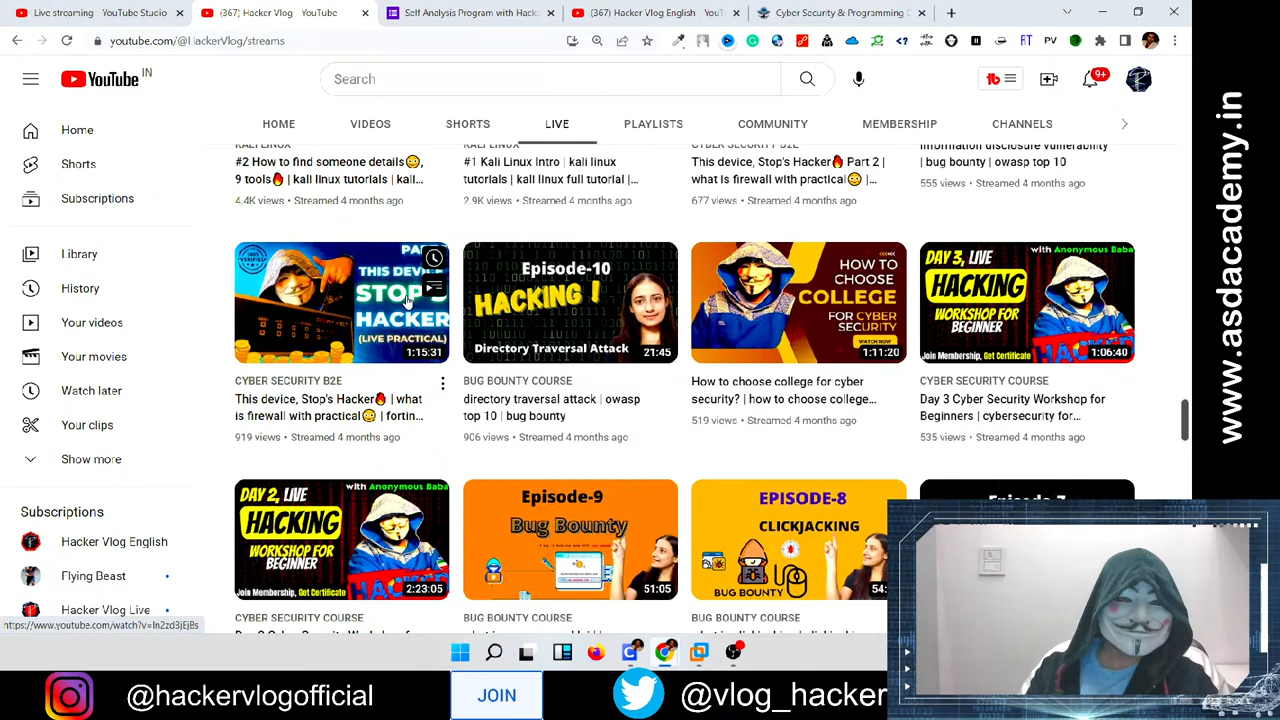 Live streaming - YouTube Studio
(367) Hacker Vlog - YouTube
Self Analysis Program with Hack
(367) Hacker Vlog English - You
Cyber Security & Programming C
youtube.com/@HackerVlog/streams
YouTube IN
Search
9+
HOME
VIDEOS
SHORTS
LIVE
PLAYLISTS
COMMUNITY
MEMBERSHIP
CHANNELS
Home
Shorts
Subscriptions
Library
History
Your videos
Your movies
Watch later
Your clips
Show more
Subscriptions
Hacker Vlog English
Flying Beast
Hacker Vlog Live
KALI LINUX
#2 How to find someone details😳,
9 tools🔥 | kali linux tutorials | kali...
4.4K views • Streamed 4 months ago
KALI LINUX
#1 Kali Linux Intro | kali linux
tutorials | kali linux full tutorial |...
2.9K views • Streamed 4 months ago
CYBER SECURITY B2E
This device, Stop's Hacker🔥 Part 2 |
what is firewall with practical😳 |...
677 views • Streamed 4 months ago
information disclosure vulnerability
| bug bounty | owasp top 10
555 views • Streamed 4 months ago
THIS DEVICE
STOP'S
HACKER
(LIVE PRACTICAL)
1:15:31
CYBER SECURITY B2E
This device, Stop's Hacker🔥 | what
is firewall with practical😳 | fortin...
919 views • Streamed 4 months ago
Episode-10
HACKING !
Directory Traversal Attack
21:45
BUG BOUNTY COURSE
directory traversal attack | owasp
top 10 | bug bounty
906 views • Streamed 4 months ago
HOW TO
CHOOSE
COLLEGE
FOR CYBER
SECURITY
WATCH NOW
1:11:20
How to choose college for cyber
security? | how to choose college...
519 views • Streamed 4 months ago
with Anonymous Baba
DAY 3, LIVE
HACKING
WORKSHOP FOR
BEGINNER
Join Membership, Get Certificate
1:06:40
CYBER SECURITY COURSE
Day 3 Cyber Security Workshop for
Beginners | cybersecurity for...
535 views • Streamed 4 months ago
with Anonymous Baba
DAY 2, LIVE
HACKING
WORKSHOP FOR
BEGINNER
Join Membership, Get Certificate
2:23:05
CYBER SECURITY COURSE
Episode-9
Bug Bounty
51:05
BUG BOUNTY COURSE
EPISODE-8
CLICKJACKING
BUG BOUNTY
54:
BUG BOUNTY COURSE
Episode-7
@hackervlogofficial
JOIN
@vlog_hacker
www.asdacademy.in